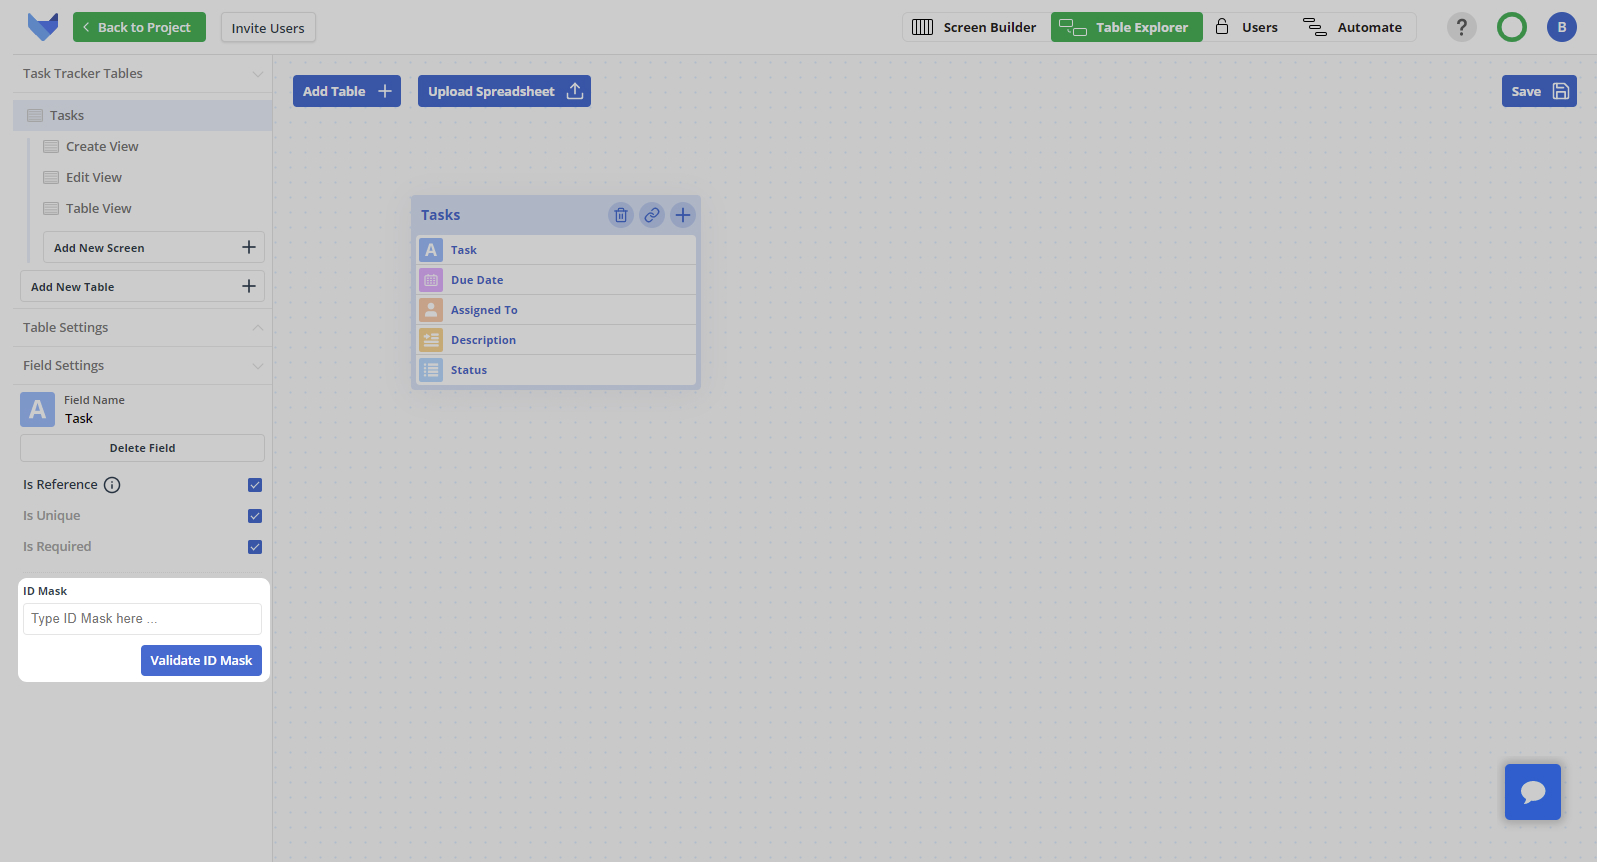 Back to Project
Invite Users
Screen Builder
Table Explorer
Users
Automate
?
B
Task Tracker Tables
Tasks
Create View
Edit View
Table View
Add New Screen
Add New Table
Table Settings
Field Settings
A
Field Name
Task
Delete Field
Is Reference
Is Unique
Is Required
ID Mask
Type ID Mask here ...
Validate ID Mask
Add Table
Upload Spreadsheet
Save
Tasks
A Task
Due Date
Assigned To
Description
Status